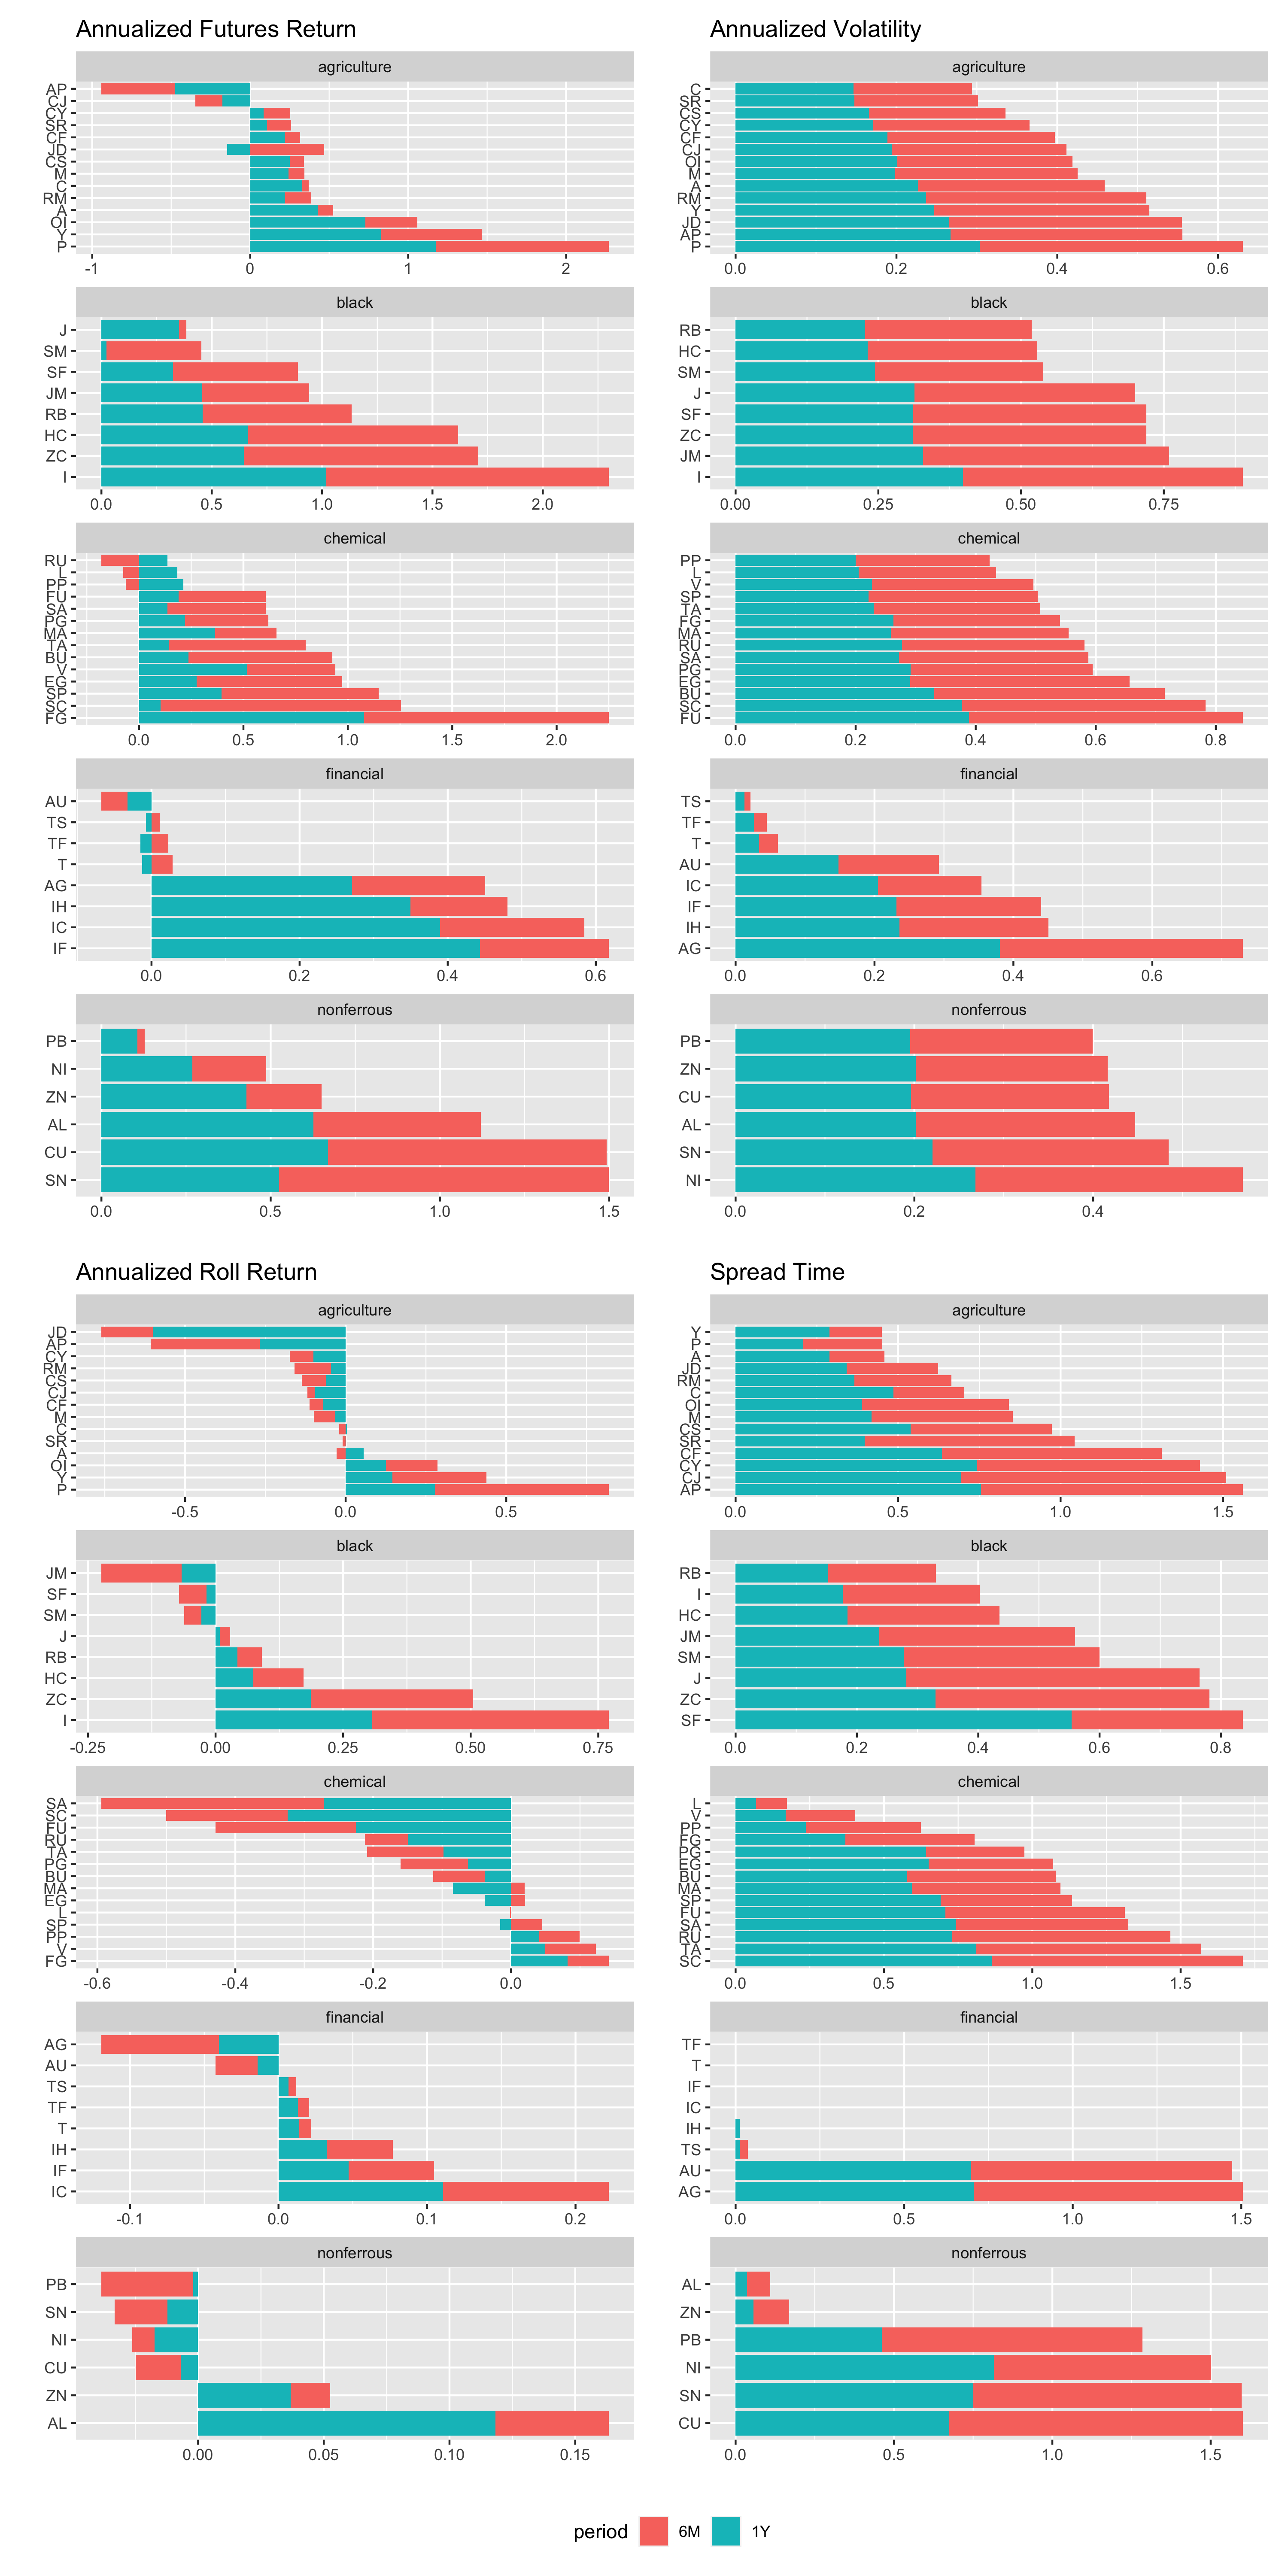 Annualized Futures Return
agriculture
AP
CJ
CY
SR
CF
JD
CS
M
C
RM
A
OI
Y
P
-1 0 1 2
black
J
SM
SF
JM
RB
HC
ZC
I
0.0 0.5 1.0 1.5 2.0
chemical
RU
L
PP
FU
SA
PG
MA
TA
BU
V
EG
SP
SC
FG
0.0 0.5 1.0 1.5 2.0
financial
AU
TS
TF
T
AG
IH
IC
IF
0.0 0.2 0.4 0.6
nonferrous
PB
NI
ZN
AL
CU
SN
0.0 0.5 1.0 1.5
Annualized Volatility
agriculture
C
SR
CS
CY
CF
CJ
OI
M
A
RM
Y
JD
AP
P
0.0 0.2 0.4 0.6
black
RB
HC
SM
J
SF
ZC
JM
I
0.00 0.25 0.50 0.75
chemical
PP
L
V
SP
TA
FG
MA
RU
SA
PG
EG
BU
SC
FU
0.0 0.2 0.4 0.6 0.8
financial
TS
TF
T
AU
IC
IF
IH
AG
0.0 0.2 0.4 0.6
nonferrous
PB
ZN
CU
AL
SN
NI
0.0 0.2 0.4
Annualized Roll Return
agriculture
JD
AP
CY
RM
CS
CJ
CF
M
C
SR
A
OI
Y
P
-0.5 0.0 0.5
black
JM
SF
SM
J
RB
HC
ZC
I
-0.25 0.00 0.25 0.50 0.75
chemical
SA
SC
FU
RU
TA
PG
BU
MA
EG
L
SP
PP
V
FG
-0.6 -0.4 -0.2 0.0
financial
AG
AU
TS
TF
T
IH
IF
IC
-0.1 0.0 0.1 0.2
nonferrous
PB
SN
NI
CU
ZN
AL
0.00 0.05 0.10 0.15
Spread Time
agriculture
Y
P
A
JD
RM
C
OI
M
CS
SR
CF
CY
CJ
AP
0.0 0.5 1.0 1.5
black
RB
I
HC
JM
SM
J
ZC
SF
0.0 0.2 0.4 0.6 0.8
chemical
L
V
PP
FG
PG
EG
BU
MA
SP
FU
SA
RU
TA
SC
0.0 0.5 1.0 1.5
financial
TF
T
IF
IC
IH
TS
AU
AG
0.0 0.5 1.0 1.5
nonferrous
AL
ZN
PB
NI
SN
CU
0.0 0.5 1.0 1.5
period 6M 1Y